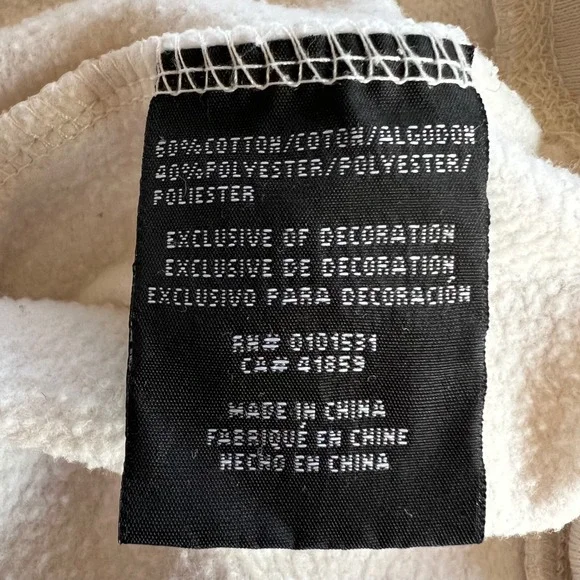 60% COTTON/COTON/ALGODON
40% POLYESTER/POLYESTER/
POLIESTER
EXCLUSIVE OF DECORATION
EXCLUSIVE DE DECORATION
EXCLUSIVO PARA DECORACIÓN
RN# 0101531
CA# 41859
MADE IN CHINA
FABRIQUÉ EN CHINE
HECHO EN CHINA